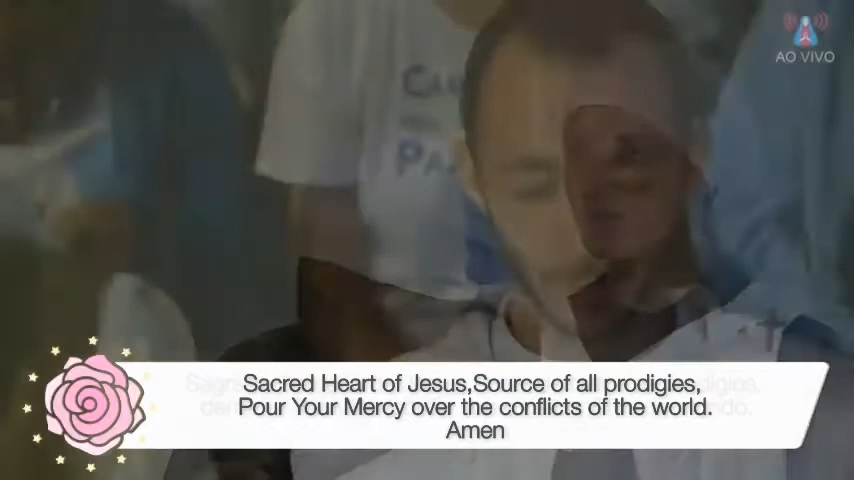 AO VIVO
Sacred Heart of Jesus,Source of all prodigies,
Pour Your Mercy over the conflicts of the world.
Amen